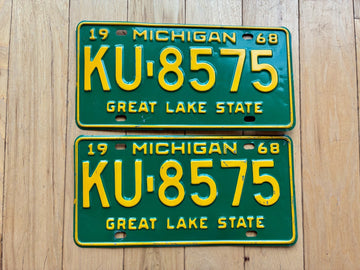 19 MICHIGAN 68
KU-8575
GREAT LAKE STATE
19 MICHIGAN 68
KU-8575
GREAT LAKE STATE